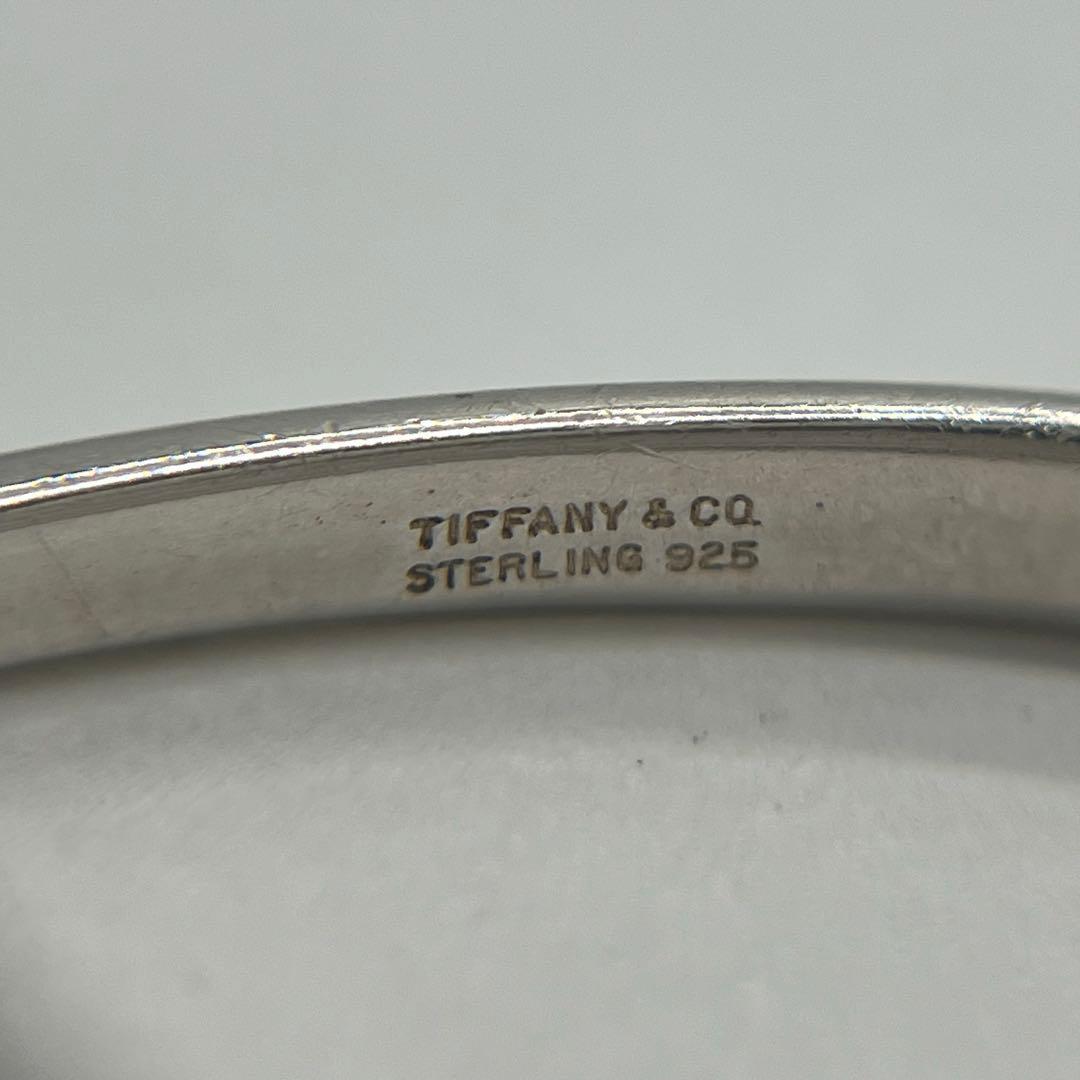 TIFFANY & CO.
STERLING 925